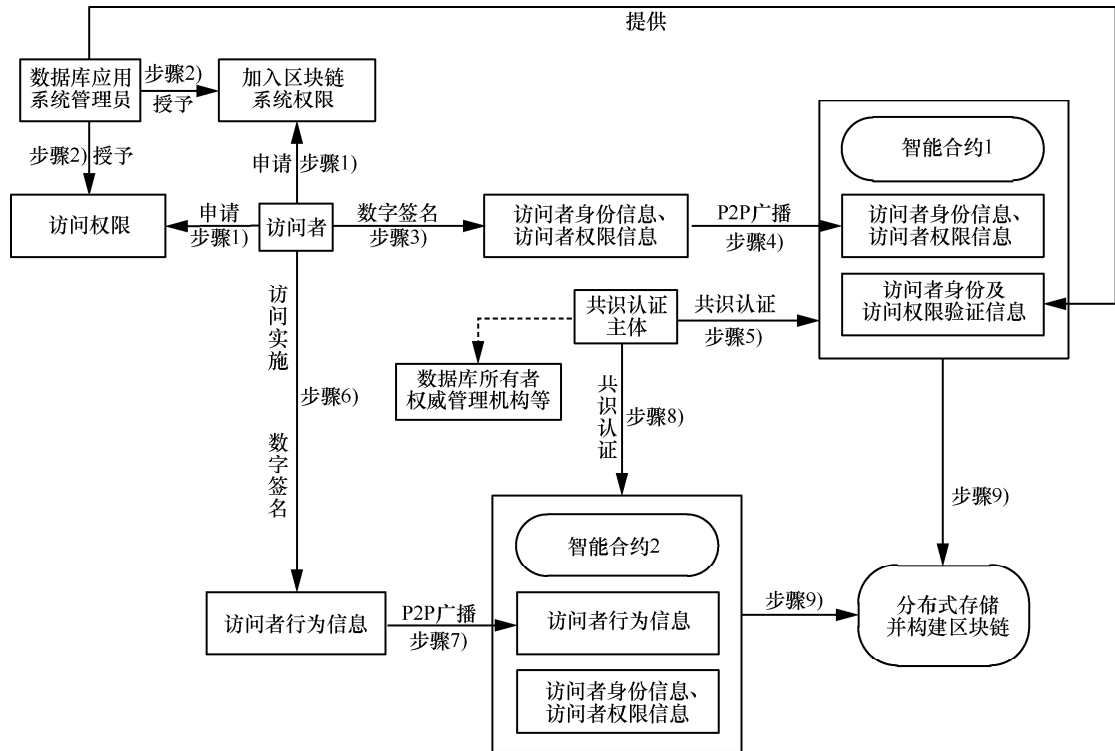 提供
数据库应用
系统管理员
步骤2)
授予
加入区块链
系统权限
步骤2) 授予
申请 步骤1)
智能合约1
访问权限
申请
步骤1)
访问者
数字签名
步骤3)
访问者身份信息、
访问者权限信息
P2P广播
步骤4)
访问者身份信息、
访问者权限信息
访问者身份及
访问权限验证信息
共识认证
主体
共识认证
步骤5)
数据库所有者
权威管理机构等
访问实施
步骤6)
数字签名
共识认证
步骤8)
步骤9)
智能合约2
访问者行为信息
P2P广播
步骤7)
访问者行为信息
访问者身份信息、
访问者权限信息
步骤9)
分布式存储
并构建区块链